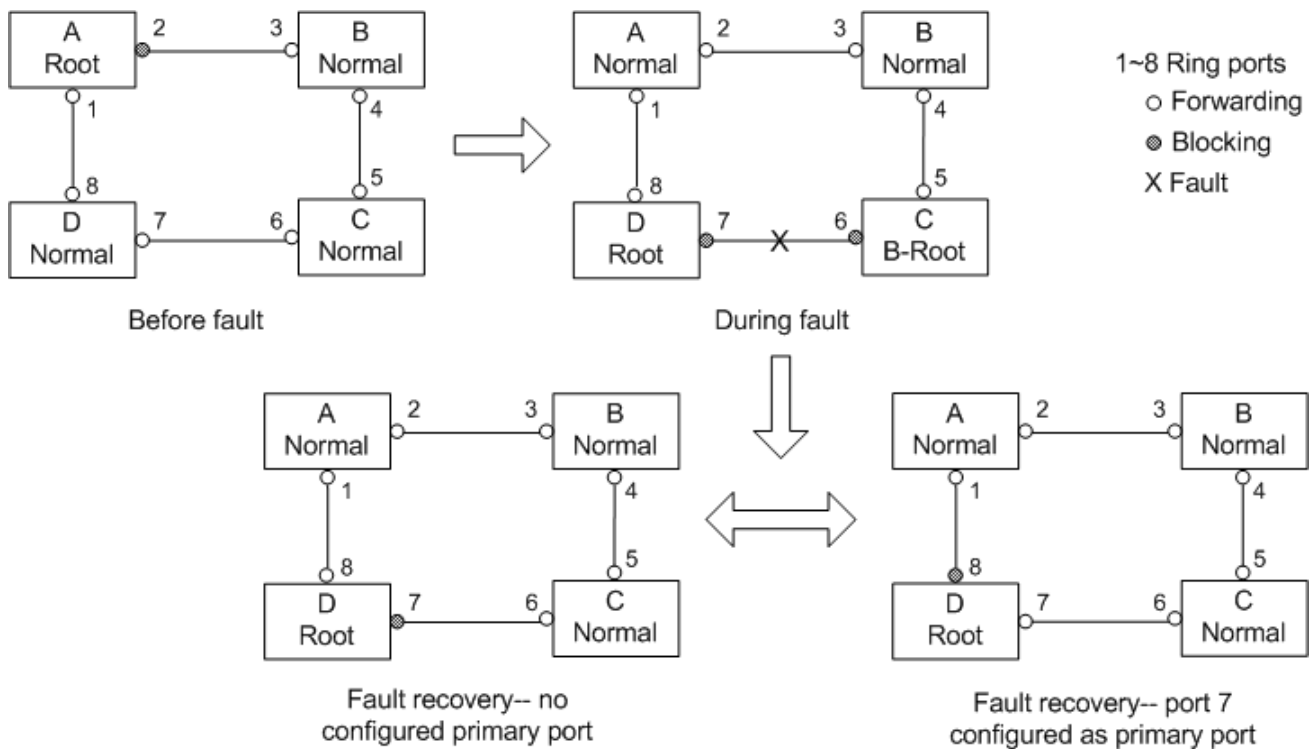 A
Root
2
3
B
Normal
1
4
8
5
D
Normal
7
6
C
Normal
Before fault
A
Normal
2
3
B
Normal
1
4
8
5
D
Root
7
X
6
C
B-Root
During fault
1~8 Ring ports
Forwarding
Blocking
X Fault
A
Normal
2
3
B
Normal
1
4
8
5
D
Root
7
6
C
Normal
Fault recovery-- no
configured primary port
A
Normal
2
3
B
Normal
1
4
8
5
D
Root
7
6
C
Normal
Fault recovery-- port 7
configured as primary port